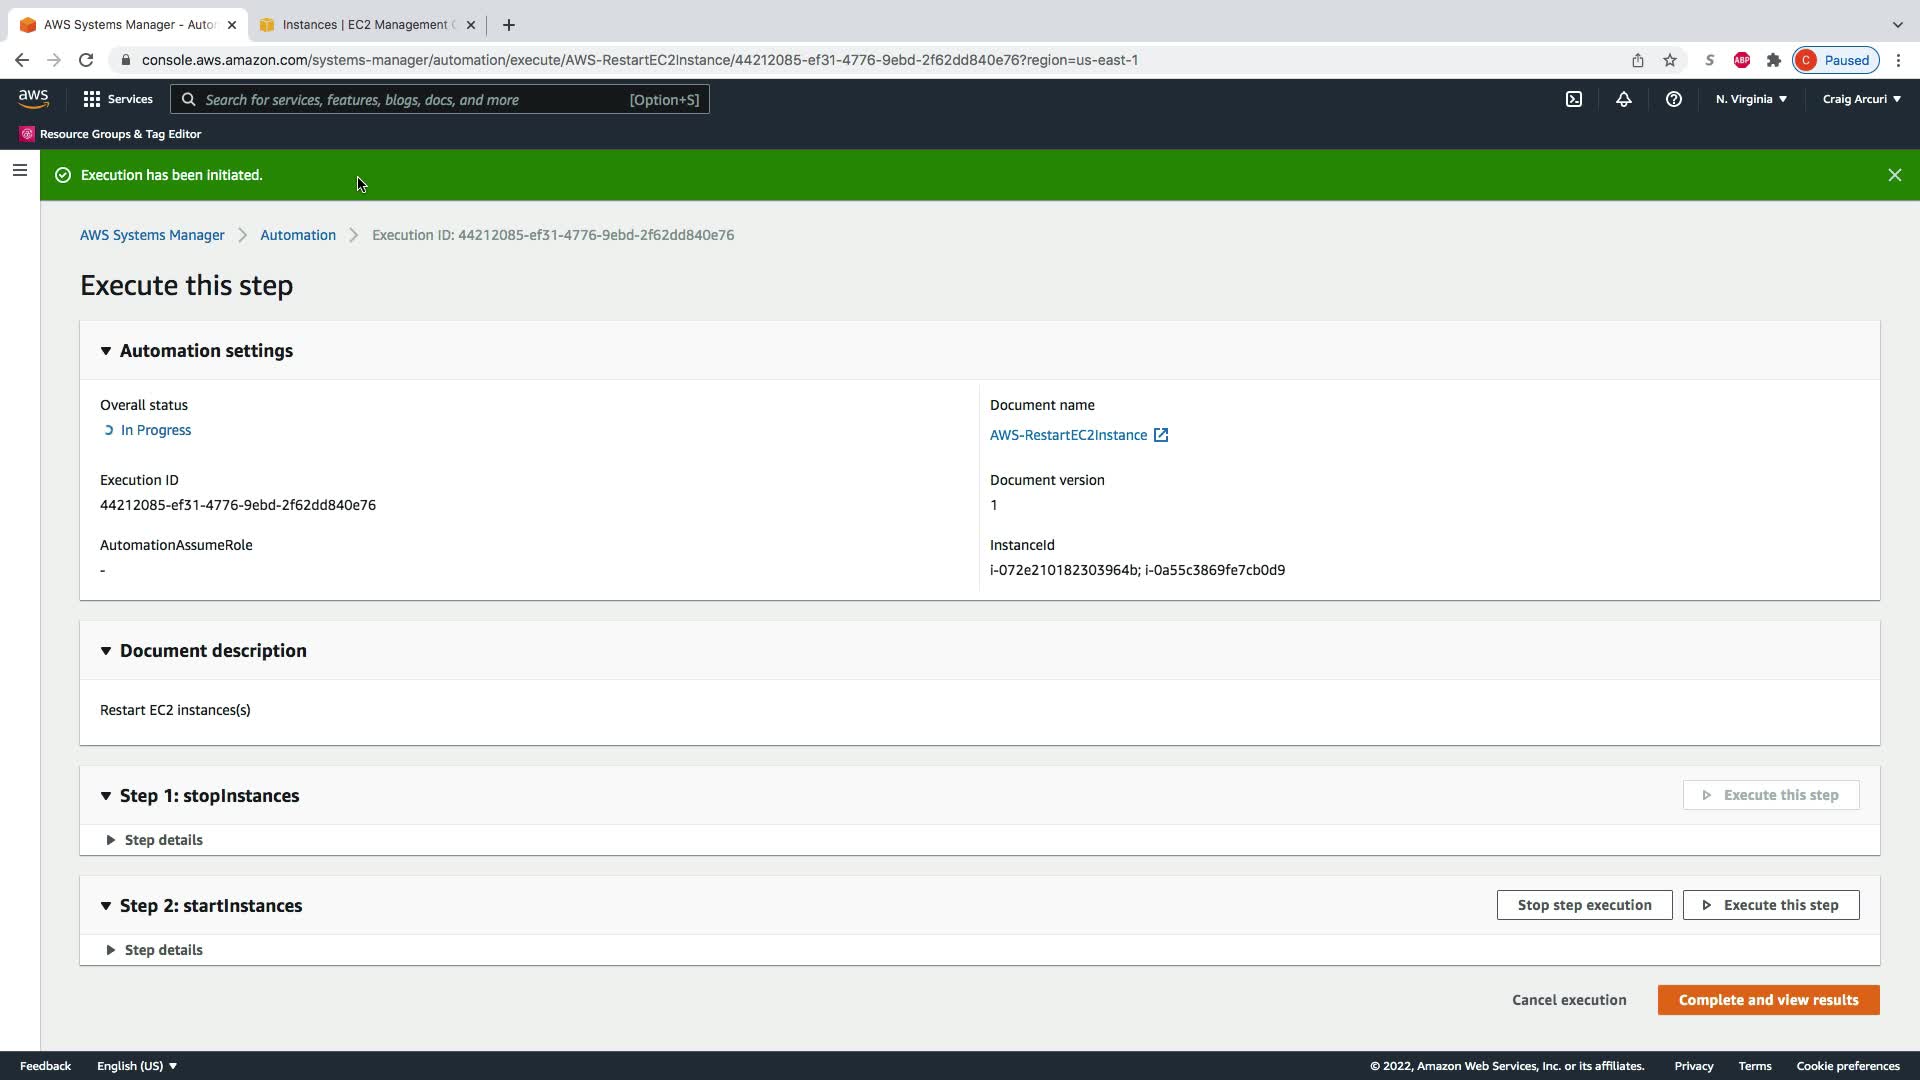 AWS Systems Manager - Auto
Instances | EC2 Management C
console.aws.amazon.com/systems-manager/automation/execute/AWS-RestartEC2Instance/44212085-ef31-4776-9ebd-2f62dd840e76?region=us-east-1
S
ABP
C
Paused
aws
Services
Search for services, features, blogs, docs, and more
[Option+S]
N. Virginia
Craig Arcuri
Resource Groups & Tag Editor
Execution has been initiated.
AWS Systems Manager
Automation
Execution ID: 44212085-ef31-4776-9ebd-2f62dd840e76
Execute this step
Automation settings
Overall status
In Progress
Document name
AWS-RestartEC2Instance
Execution ID
44212085-ef31-4776-9ebd-2f62dd840e76
Document version
1
AutomationAssumeRole
-
InstanceId
i-072e210182303964b; i-0a55c3869fe7cb0d9
Document description
Restart EC2 instances(s)
Step 1: stopInstances
Execute this step
Step details
Step 2: startInstances
Stop step execution
Execute this step
Step details
Cancel execution
Complete and view results
Feedback
English (US)
© 2022, Amazon Web Services, Inc. or its affiliates.
Privacy
Terms
Cookie preferences